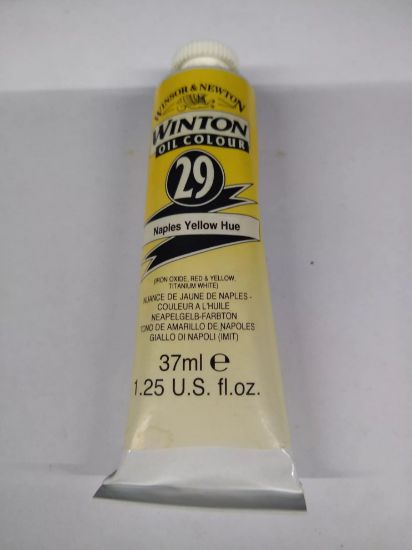 WINSOR & NEWTON
WINTON
OIL COLOUR
29
Naples Yellow Hue
(IRON OXIDE, RED & YELLOW,
TITANIUM WHITE)
NUANCE DE JAUNE DE NAPLES -
COULEUR A L'HUILE
NEAPELGELB-FARBTON
TONO DE AMARILLO DE NAPOLES
GIALLO DI NAPOLI (IMIT)
37ml e
1.25 U.S. fl.oz.